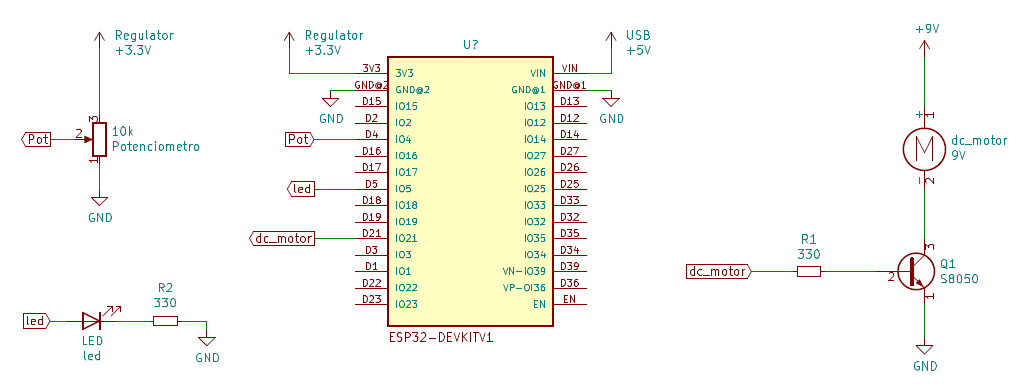 Regulator
+3.3V
3
2
1
Pot
10k
Potenciometro
GND
led
LED
led
R2
330
GND
Regulator
+3.3V
U?
USB
+5V
3V3 3V3 VIN VIN
GND@2 GND@2 GND@1 GND@1
GND
GND
D15 IO15 IO13 D13
D2 IO2 IO12 D12
Pot D4 IO4 IO14 D14
D16 IO16 IO27 D27
D17 IO17 IO26 D26
led D5 IO5 IO25 D25
D18 IO18 IO33 D33
D19 IO19 IO32 D32
dc_motor D21 IO21 IO35 D35
D3 IO3 IO34 D34
D1 IO1 VN-IO39 D39
D22 IO22 VP-OI36 D36
D23 IO23 EN EN
ESP32-DEVKITV1
+9V
+ 1
M
dc_motor
9V
- 2
dc_motor
R1
330
3
2
1
Q1
S8050
GND